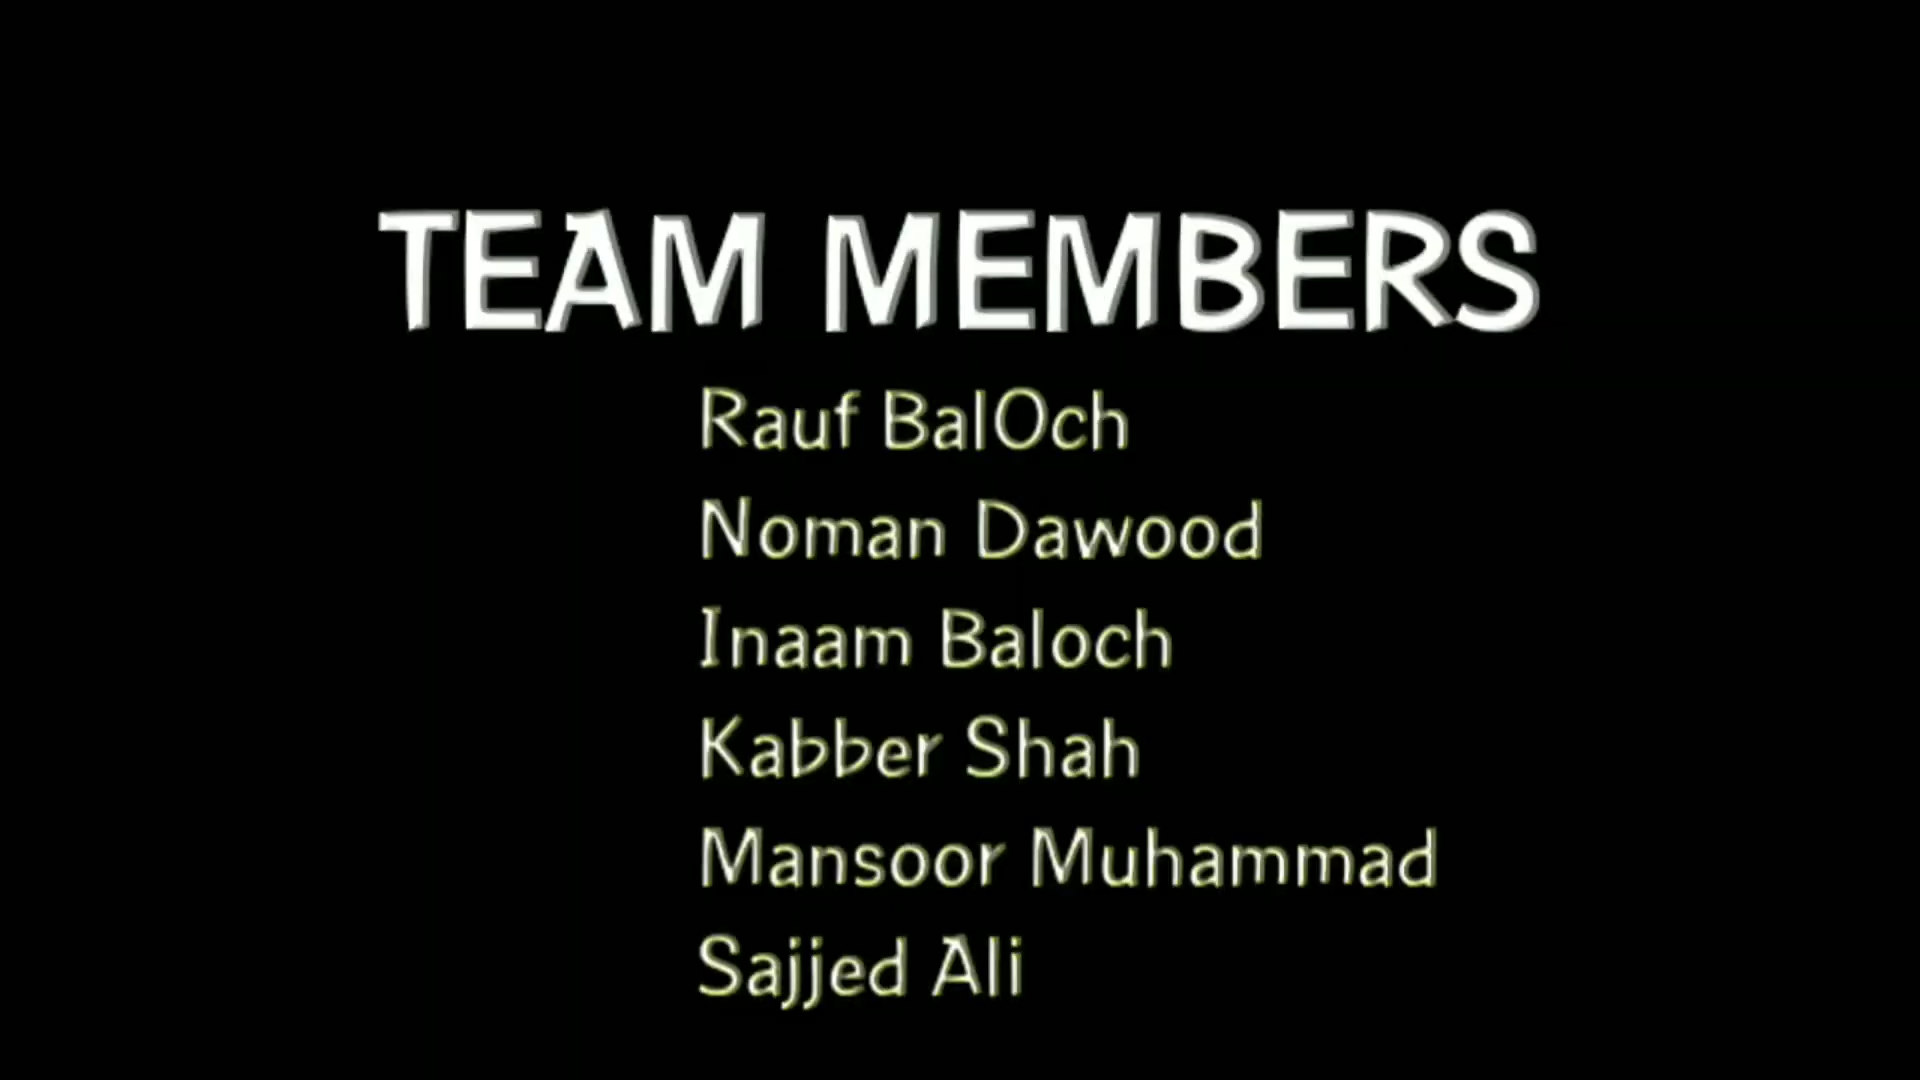 TEAM MEMBERS
Rauf BalOch
Noman Dawood
Inaam Baloch
Kabber Shah
Mansoor Muhammad
Sajjed Ali